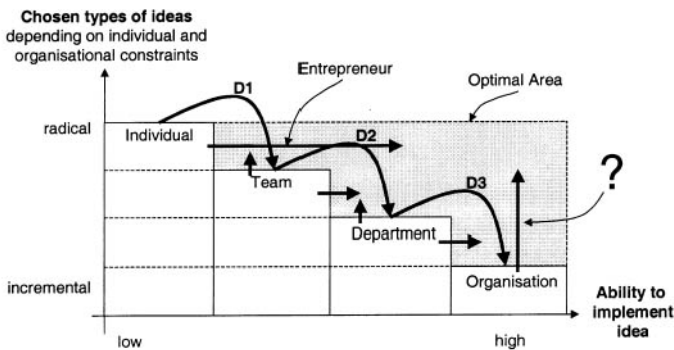 Chosen types of ideas
depending on individual and
organisational constraints
Entrepreneur
Optimal Area
D1
radical
Individual
D2
?
Team
D3
Department
incremental
Organisation
Ability to
implement
idea
low
high